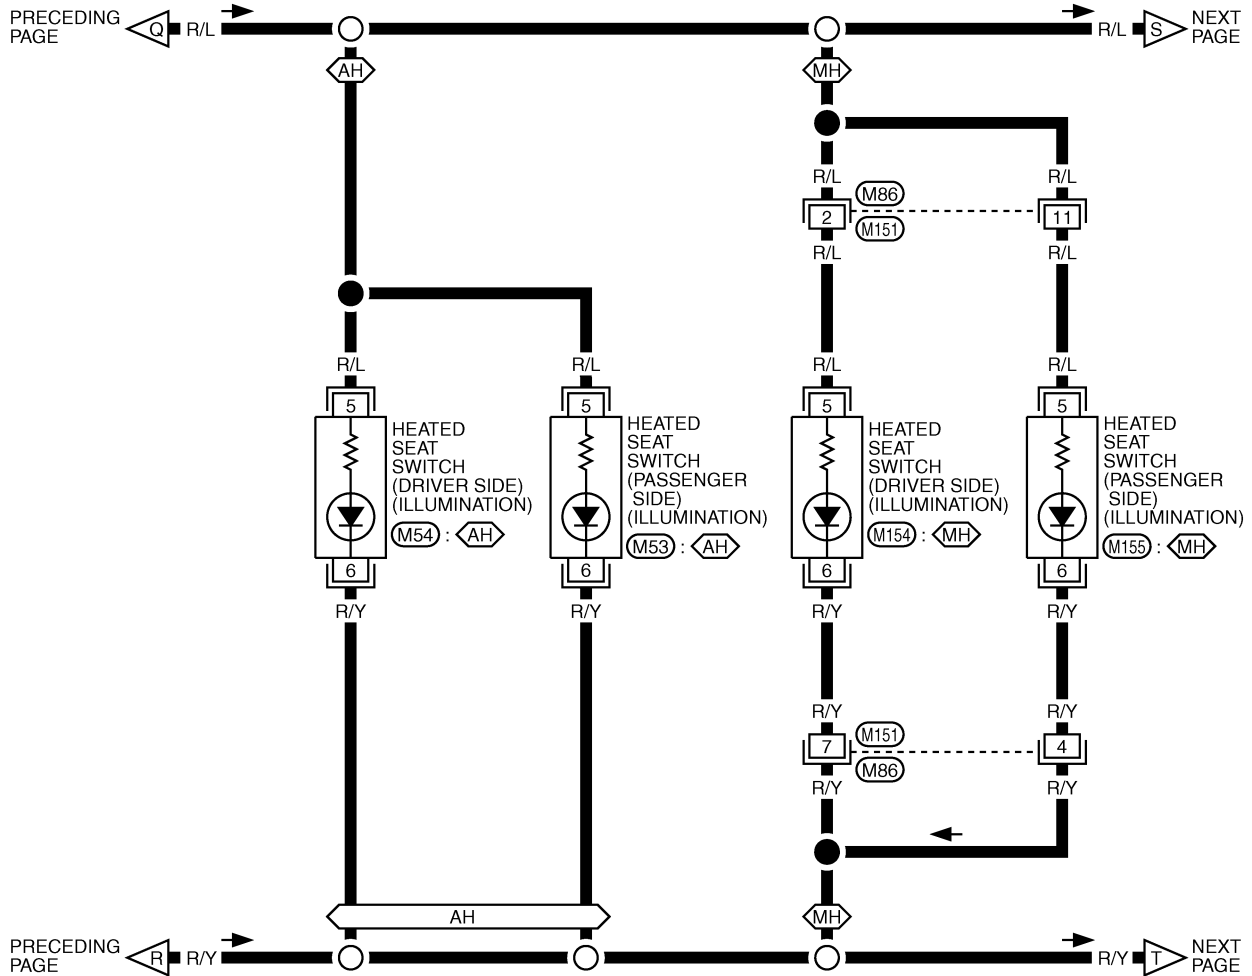 PRECEDING
PAGE
Q
R/L
R/L
S
NEXT
PAGE
AH
MH
R/L
R/L
M86
2
11
M151
R/L
R/L
R/L
R/L
R/L
R/L
5
5
5
5
HEATED
SEAT
SWITCH
(DRIVER SIDE)
(ILLUMINATION)
M54 : AH
HEATED
SEAT
SWITCH
(PASSENGER
SIDE)
(ILLUMINATION)
M53 : AH
HEATED
SEAT
SWITCH
(DRIVER SIDE)
(ILLUMINATION)
M154 : MH
HEATED
SEAT
SWITCH
(PASSENGER
SIDE)
(ILLUMINATION)
M155 : MH
6
6
6
6
R/Y
R/Y
R/Y
R/Y
R/Y
R/Y
M151
7
4
M86
R/Y
R/Y
AH
MH
PRECEDING
PAGE
R
R/Y
R/Y
T
NEXT
PAGE